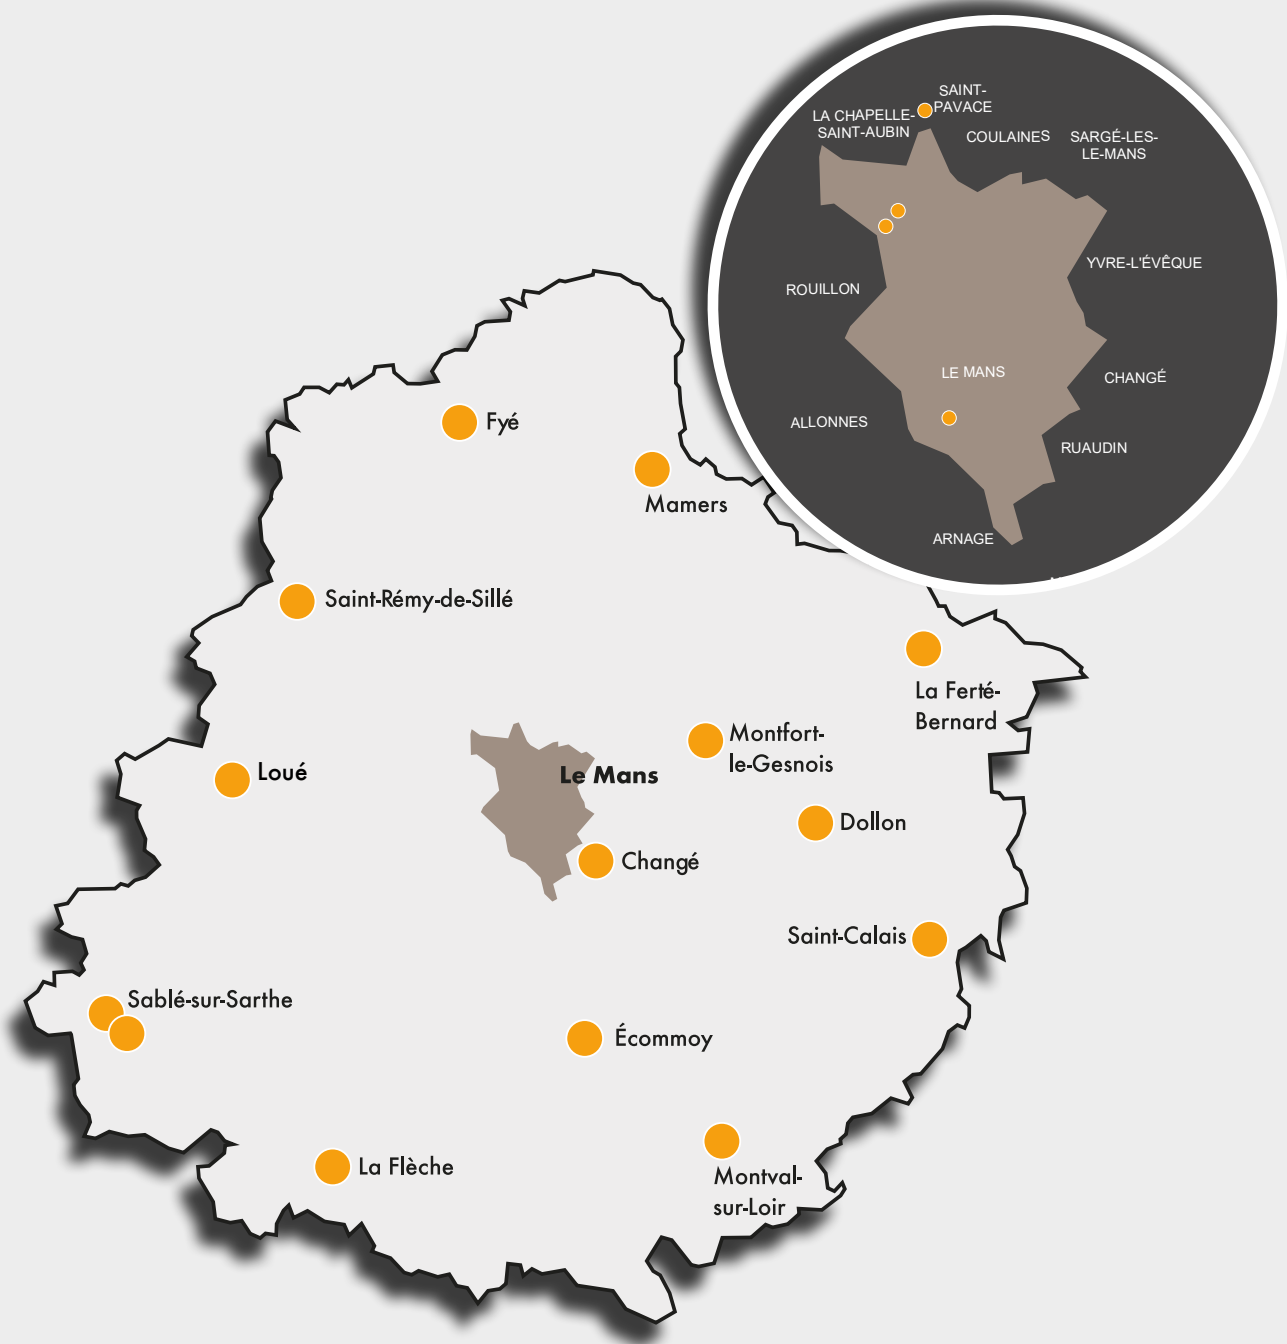 SAINT-
PAVACE
LA CHAPELLE-
SAINT-AUBIN
COULAINES
SARGÉ-LES-
LE-MANS
YVRE-L'ÉVÊQUE
ROUILLON
LE MANS
CHANGÉ
ALLONNES
RUAUDIN
ARNAGE
Fyé
Mamers
Saint-Rémy-de-Sillé
La Ferté-
Bernard
Montfort-
le-Gesnois
Loué
Le Mans
Dollon
Changé
Saint-Calais
Sablé-sur-Sarthe
Écommoy
La Flèche
Montval-
sur-Loir